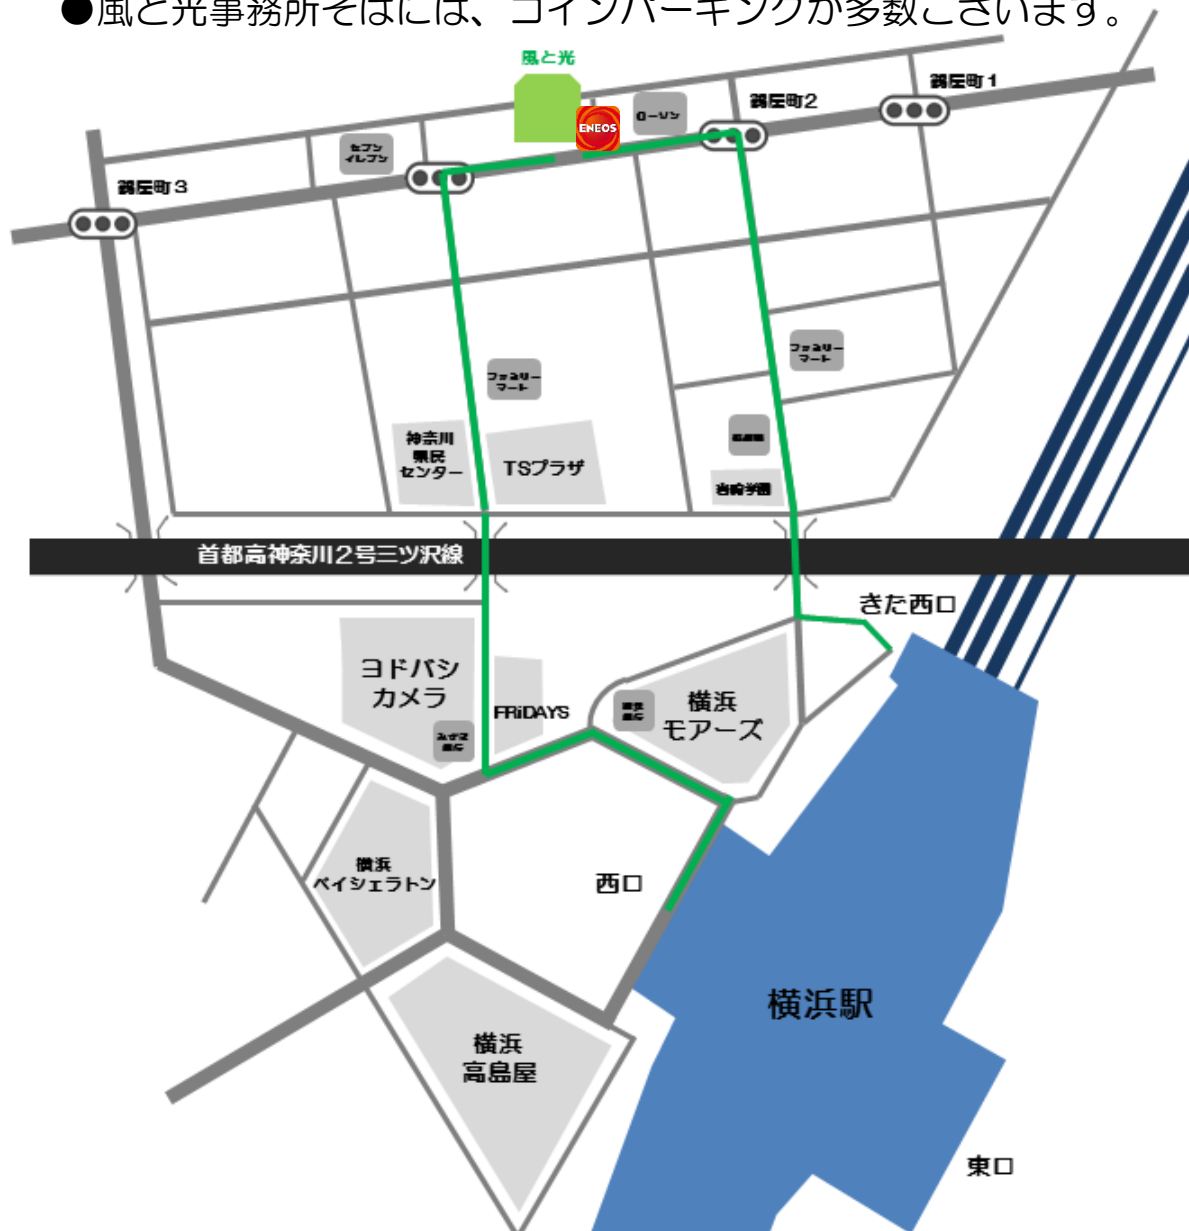 ●風と光事務所そばには、コインパーキングが多数ございます。
風と光
鶴屋町1
鶴屋町2
ENEOS
ローソン
セブン
イレブン
鶴屋町3
ファミリー
マート
ファミリー
マート
神奈川
県民
センター
TSプラザ
岩崎学園
首都高神奈川2号三ツ沢線
きた西口
ヨドバシ
カメラ
FRiDAYS
横浜
モアーズ
みずほ
銀行
横浜
ベイシェラトン
西口
横浜駅
横浜
高島屋
東口